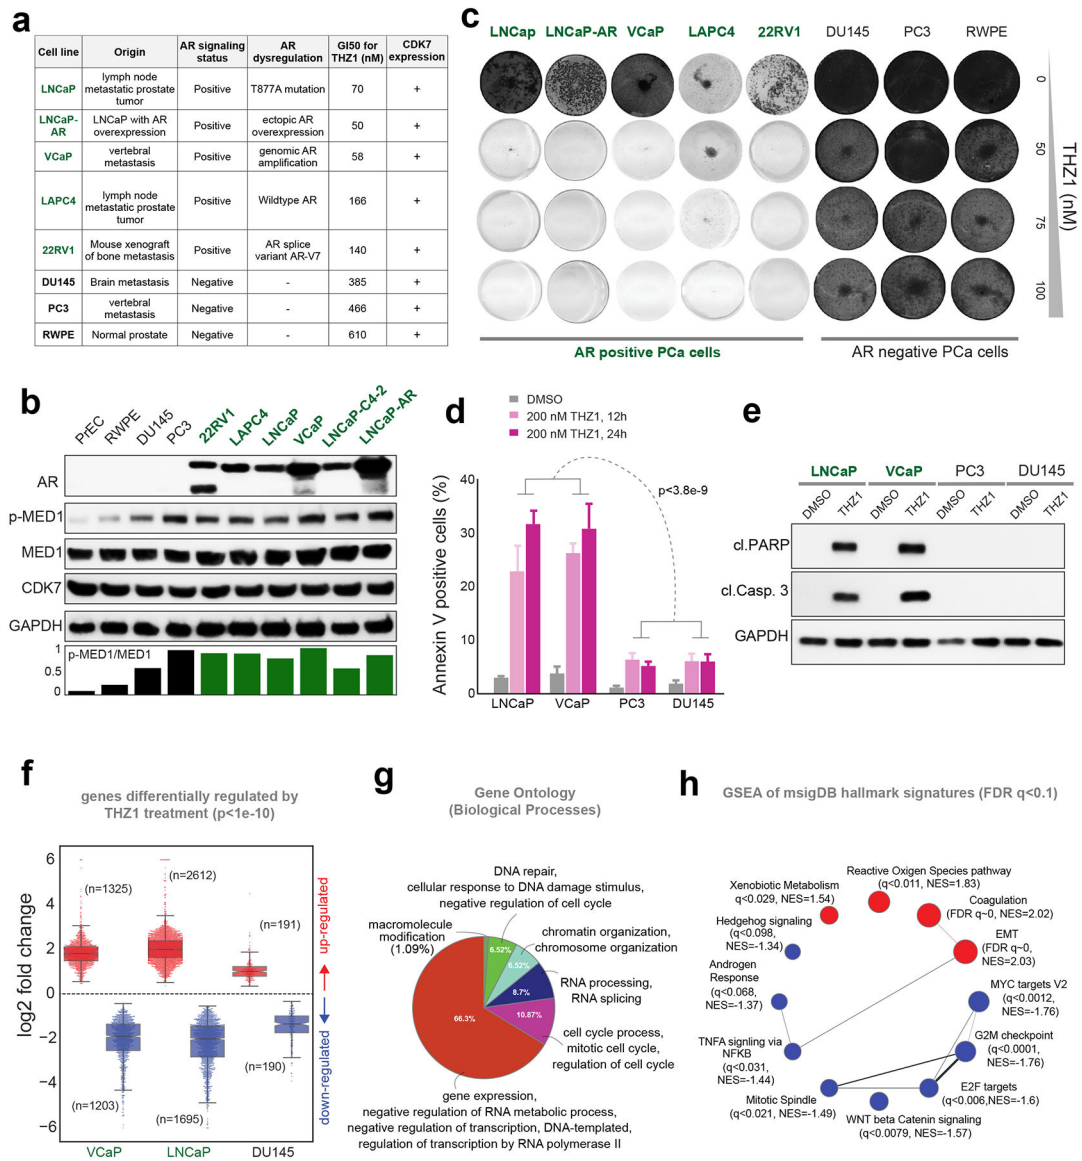 a
Cell line
Origin
AR signaling
status
AR
dysregulation
GI50 for
THZ1 (nM)
CDK7
expression
LNCaP
lymph node
metastatic prostate
tumor
Positive
T877A mutation
70
+
LNCaP-
AR
LNCaP with AR
overexpression
Positive
ectopic AR
overexpression
50
+
VCaP
vertebral
metastasis
Positive
genomic AR
amplification
58
+
LAPC4
lymph node
metastatic prostate
tumor
Positive
Wildtype AR
166
+
22RV1
Mouse xenograft
of bone metastasis
Positive
AR splice
variant AR-V7
140
+
DU145
Brain metastasis
Negative
-
385
+
PC3
vertebral
metastasis
Negative
-
466
+
RWPE
Normal prostate
Negative
-
610
+
c
LNCap
LNCaP-AR
VCaP
LAPC4
22RV1
DU145
PC3
RWPE
0
50
75
100
THZ1 (nM)
AR positive PCa cells
AR negative PCa cells
b
PrEC
RWPE
DU145
PC3
22RV1
LAPC4
LNCaP
VCaP
LNCaP-C4-2
LNCaP-AR
AR
p-MED1
MED1
CDK7
GAPDH
p-MED1/MED1
1
0.5
0
d
DMSO
200 nM THZ1, 12h
200 nM THZ1, 24h
Annexin V positive cells (%)
40
30
20
10
0
p<3.8e-9
LNCaP
VCaP
PC3
DU145
e
LNCaP
VCaP
PC3
DU145
DMSO
THZ1
DMSO
THZ1
DMSO
THZ1
DMSO
THZ1
cl.PARP
cl.Casp. 3
GAPDH
f
genes differentially regulated by
THZ1 treatment (p<1e-10)
log2 fold change
6
4
2
0
−2
−4
−6
(n=1325)
(n=2612)
(n=191)
(n=1203)
(n=1695)
(n=190)
up-regulated
down-regulated
VCaP
LNCaP
DU145
g
Gene Ontology
(Biological Processes)
DNA repair,
cellular response to DNA damage stimulus,
negative regulation of cell cycle
macromolecule
modification
(1.09%)
chromatin organization,
chromosome organization
RNA processing,
RNA splicing
cell cycle process,
mitotic cell cycle,
regulation of cell cycle
6.52%
6.52%
8.7%
10.87%
66.3%
gene expression,
negative regulation of RNA metabolic process,
negative regulation of transcription, DNA-templated,
regulation of transcription by RNA polymerase II
h
GSEA of msigDB hallmark signatures (FDR q<0.1)
Reactive Oxigen Species pathway
(q<0.011, NES=1.83)
Xenobiotic Metabolism
q<0.029, NES=1.54)
Coagulation
(FDR q~0, NES=2.02)
Hedgehog signaling
(q<0.098,
NES=-1.34)
EMT
(FDR q~0,
NES=2.03)
Androgen
Response
(q<0.068,
NES=-1.37)
MYC targets V2
(q<0.0012,
NES=-1.76)
TNFA signling via
NFKB
(q<0.031,
NES=-1.44)
G2M checkpoint
(q<0.0001,
NES=-1.76)
Mitotic Spindle
(q<0.021, NES=-1.49)
E2F targets
(q<0.006,NES=-1.6)
WNT beta Catenin signaling
(q<0.0079, NES=-1.57)